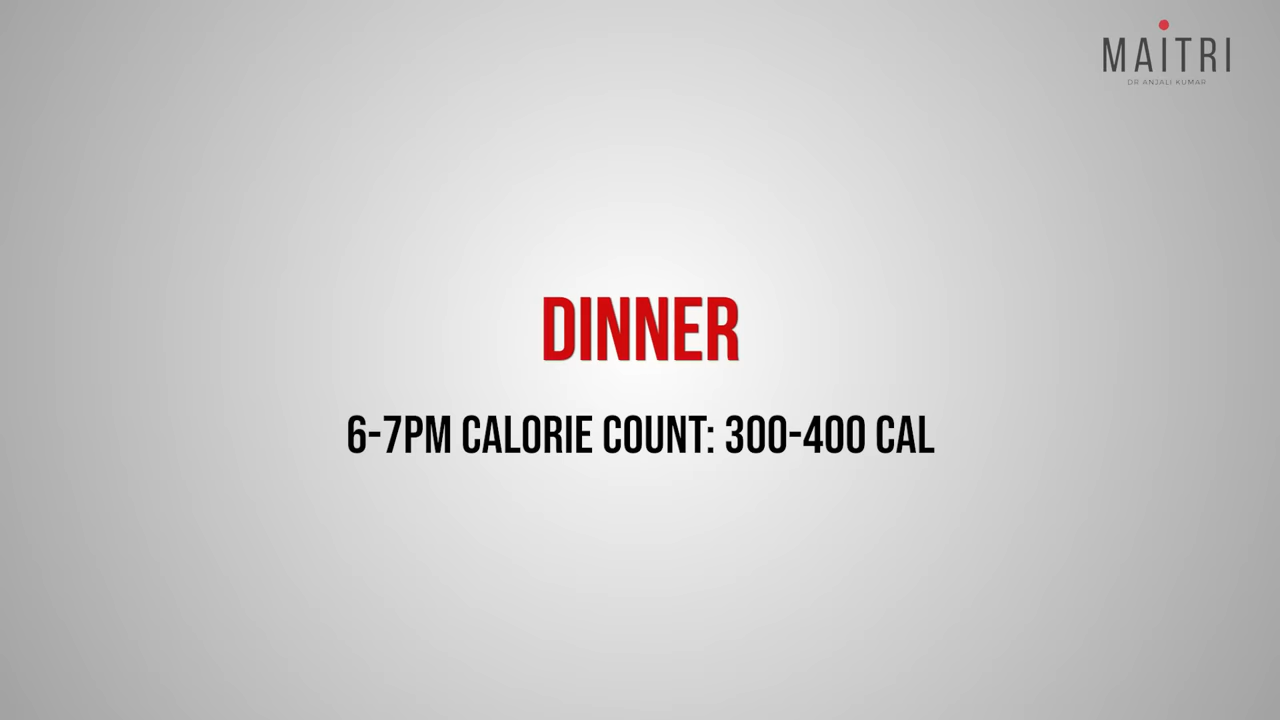 MAITRI
DR ANJALI KUMAR
DINNER
6-7PM CALORIE COUNT: 300-400 CAL